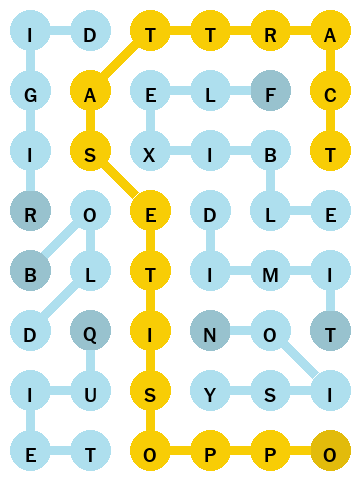 I D T T R A
G A E L F C
I S X I B T
R O E D L E
B L T I M I
D Q I N O T
I U S Y S I
E T O P P O